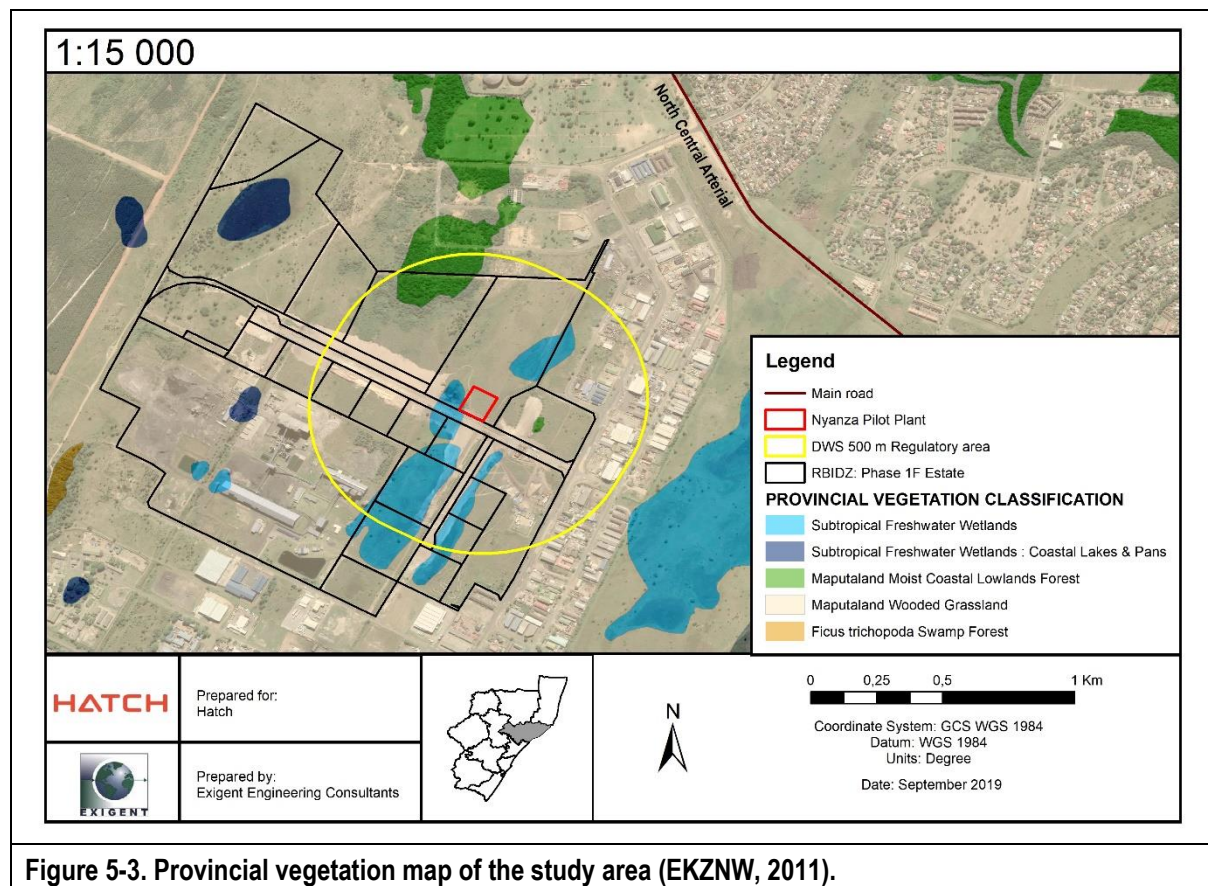 1:15 000
North Central Arterial
Legend
Main road
Nyanza Pilot Plant
DWS 500 m Regulatory area
RBIDZ: Phase 1F Estate
PROVINCIAL VEGETATION CLASSIFICATION
Subtropical Freshwater Wetlands
Subtropical Freshwater Wetlands : Coastal Lakes & Pans
Maputaland Moist Coastal Lowlands Forest
Maputaland Wooded Grassland
Ficus trichopoda Swamp Forest
HATCH
Prepared for:
Hatch
EXIGENT
Prepared by:
Exigent Engineering Consultants
N
0 0,25 0,5 1 Km
Coordinate System: GCS WGS 1984
Datum: WGS 1984
Units: Degree
Date: September 2019
Figure 5-3. Provincial vegetation map of the study area (EKZNW, 2011).